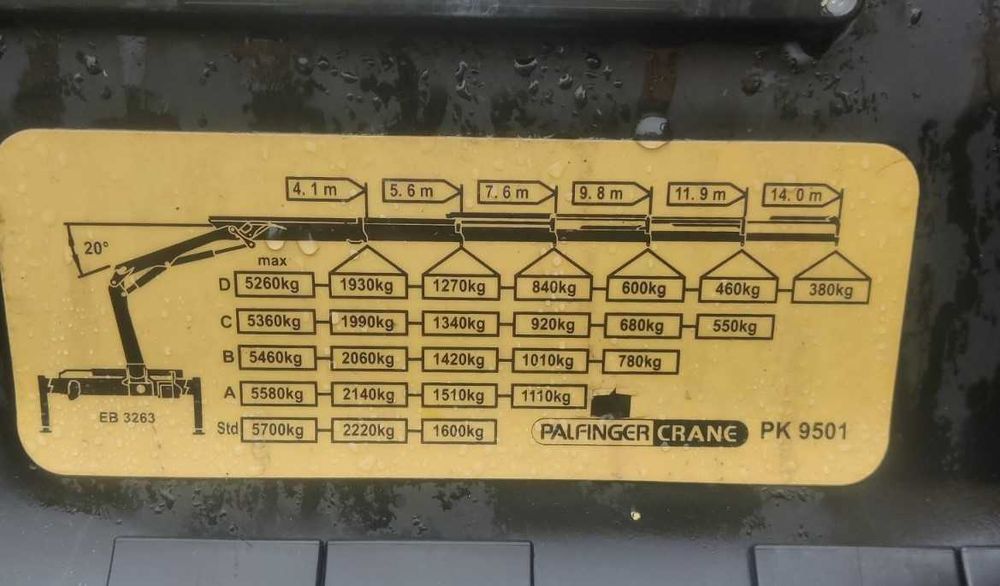 4.1 m 5.6 m 7.6 m 9.8 m 11.9 m 14.0 m
20°
max
D 5260kg 1930kg 1270kg 840kg 600kg 460kg 380kg
C 5360kg 1990kg 1340kg 920kg 680kg 550kg
B 5460kg 2060kg 1420kg 1010kg 780kg
A 5580kg 2140kg 1510kg 1110kg
EB 3263
Std 5700kg 2220kg 1600kg
PALFINGER CRANE PK 9501